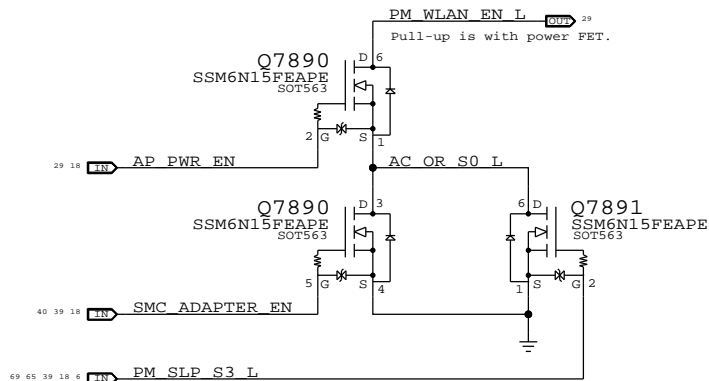 PM_WLAN_EN_L OUT 29
Pull-up is with power FET.
Q7890 D 6
SSM6N15FEAPE
SOT563
2 G S 1
29 18 IN AP_PWR_EN AC_OR_S0_L
Q7890 D 3 6 D Q7891
SSM6N15FEAPE SSM6N15FEAPE
SOT563 SOT563
5 G S 4 1 S G 2
40 39 18 IN SMC_ADAPTER_EN
69 65 39 18 6 IN PM_SLP_S3_L